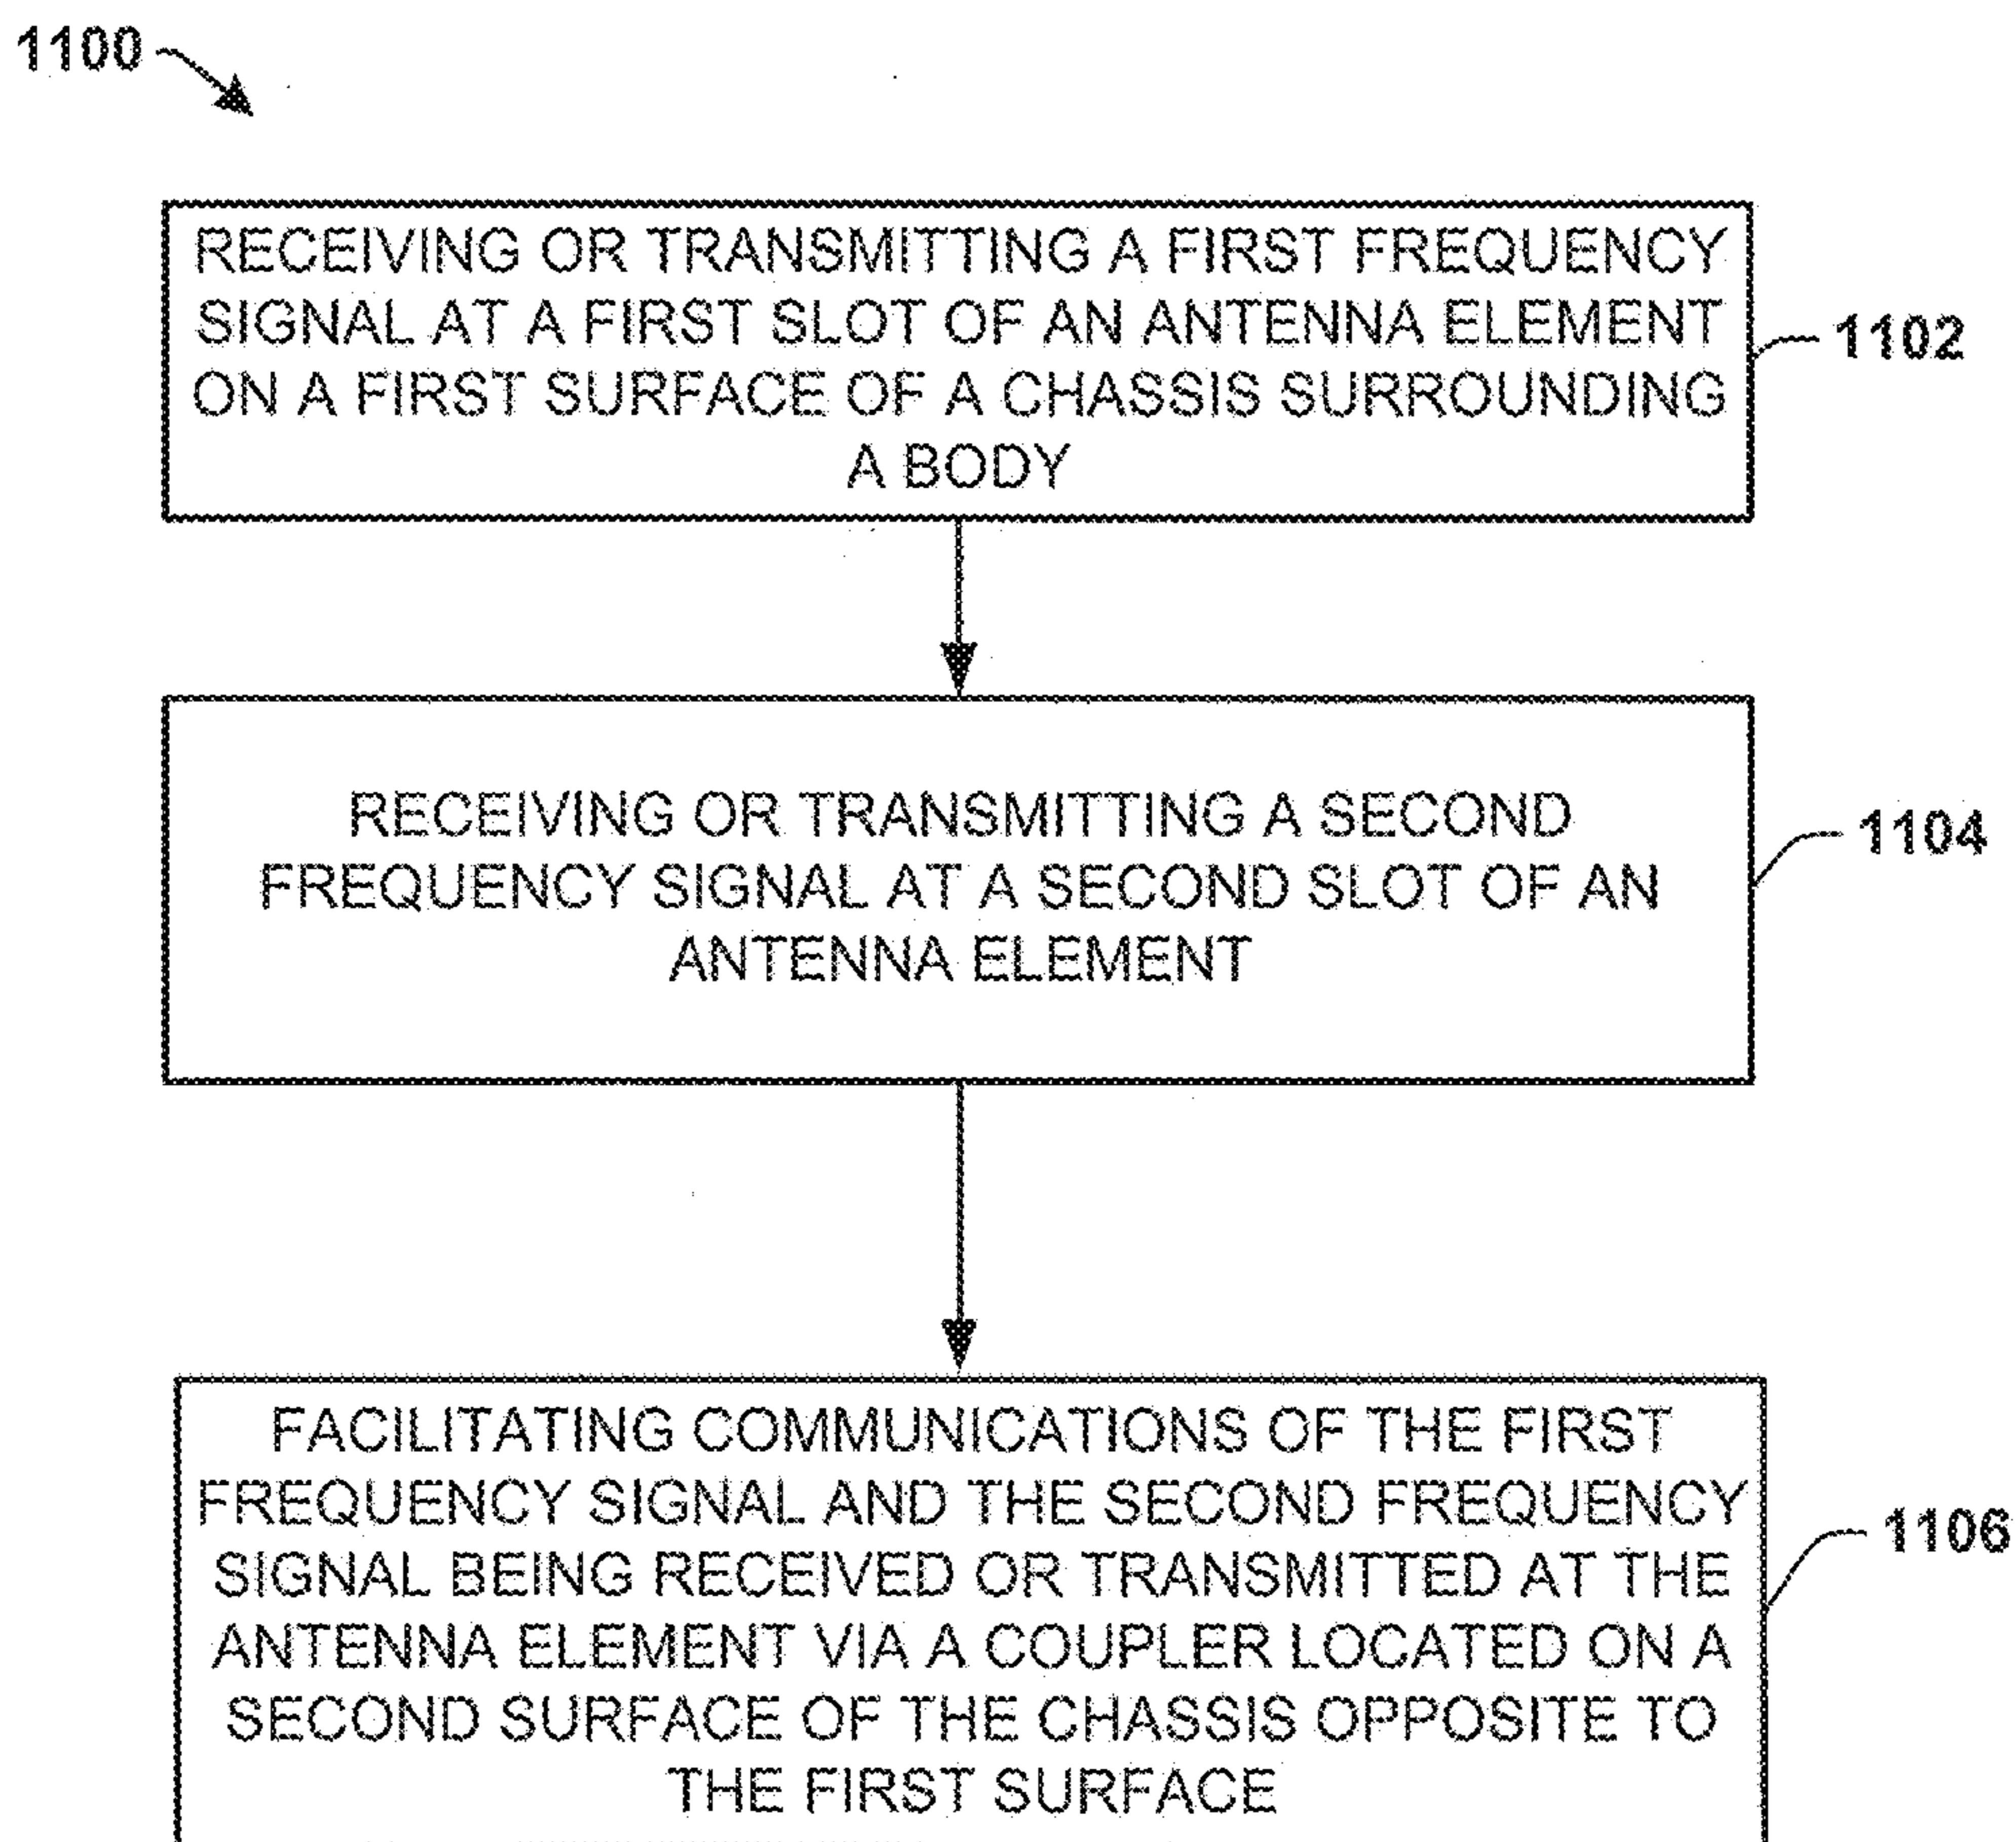 1100
RECEIVING OR TRANSMITTING A FIRST FREQUENCY
SIGNAL AT A FIRST SLOT OF AN ANTENNA ELEMENT
ON A FIRST SURFACE OF A CHASSIS SURROUNDING
A BODY
1102
RECEIVING OR TRANSMITTING A SECOND
FREQUENCY SIGNAL AT A SECOND SLOT OF AN
ANTENNA ELEMENT
1104
FACILITATING COMMUNICATIONS OF THE FIRST
FREQUENCY SIGNAL AND THE SECOND FREQUENCY
SIGNAL BEING RECEIVED OR TRANSMITTED AT THE
ANTENNA ELEMENT VIA A COUPLER LOCATED ON A
SECOND SURFACE OF THE CHASSIS OPPOSITE TO
THE FIRST SURFACE
1106